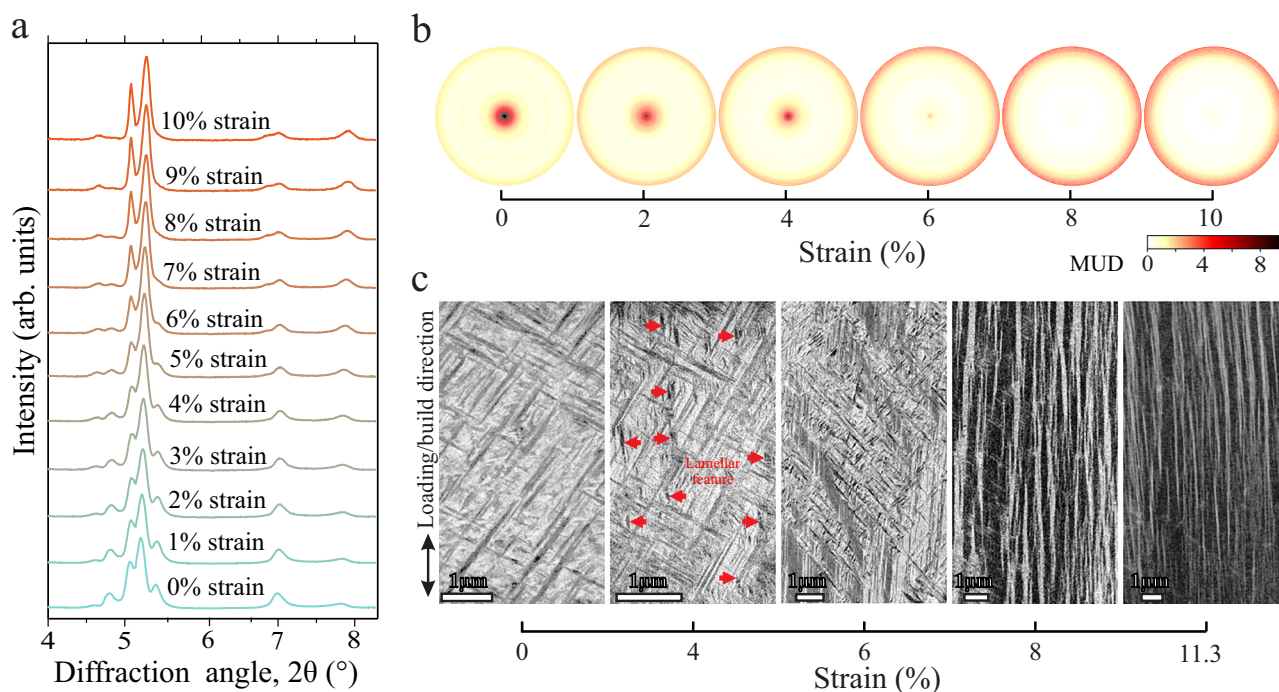 a
Intensity (arb. units)
10% strain
9% strain
8% strain
7% strain
6% strain
5% strain
4% strain
3% strain
2% strain
1% strain
0% strain
4 5 6 7 8
Diffraction angle, 2θ (°)
b
0 2 4 6 8 10
Strain (%)
MUD 0 4 8
c
Loading/build direction
Lamellar
feature
1μm 1μm 1μm 1μm 1μm
0 4 6 8 11.3
Strain (%)